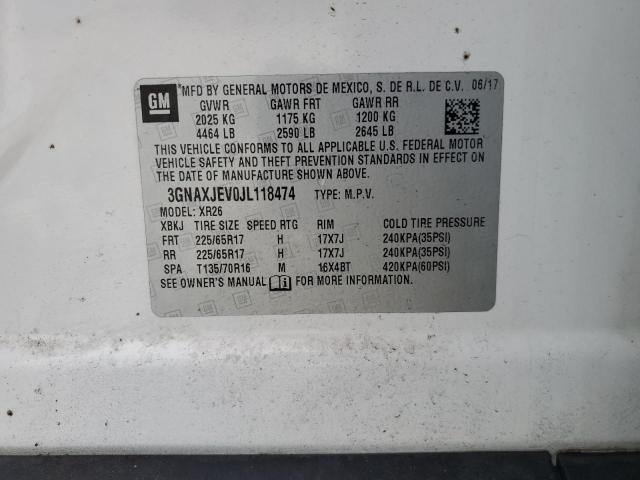 GM
*MFD BY GENERAL MOTORS DE MEXICO, S. DE R.L. DE C.V. 06/17
GVWR GAWR FRT GAWR RR
2025 KG 1175 KG 1200 KG
4464 LB 2590 LB 2645 LB
THIS VEHICLE CONFORMS TO ALL APPLICABLE U.S. FEDERAL MOTOR
VEHICLE SAFETY AND THEFT PREVENTION STANDARDS IN EFFECT ON
THE DATE OF MANUFACTURE SHOWN ABOVE.
3GNAXJEV0JL118474 TYPE: M.P.V.
MODEL: XR26
XBKJ TIRE SIZE SPEED RTG RIM COLD TIRE PRESSURE
FRT 225/65R17 H 17X7J 240KPA(35PSI)
RR 225/65R17 H 17X7J 240KPA(35PSI)
SPA T135/70R16 M 16X4BT 420KPA(60PSI)
SEE OWNER'S MANUAL FOR MORE INFORMATION.